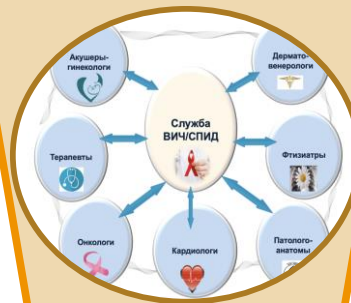 Акушеры-
гинекологи
Дермато-
венерологи
Служба
ВИЧ/СПИД
Терапевты
Фтизиатры
Онкологи
Кардиологи
Патолого-
анатомы